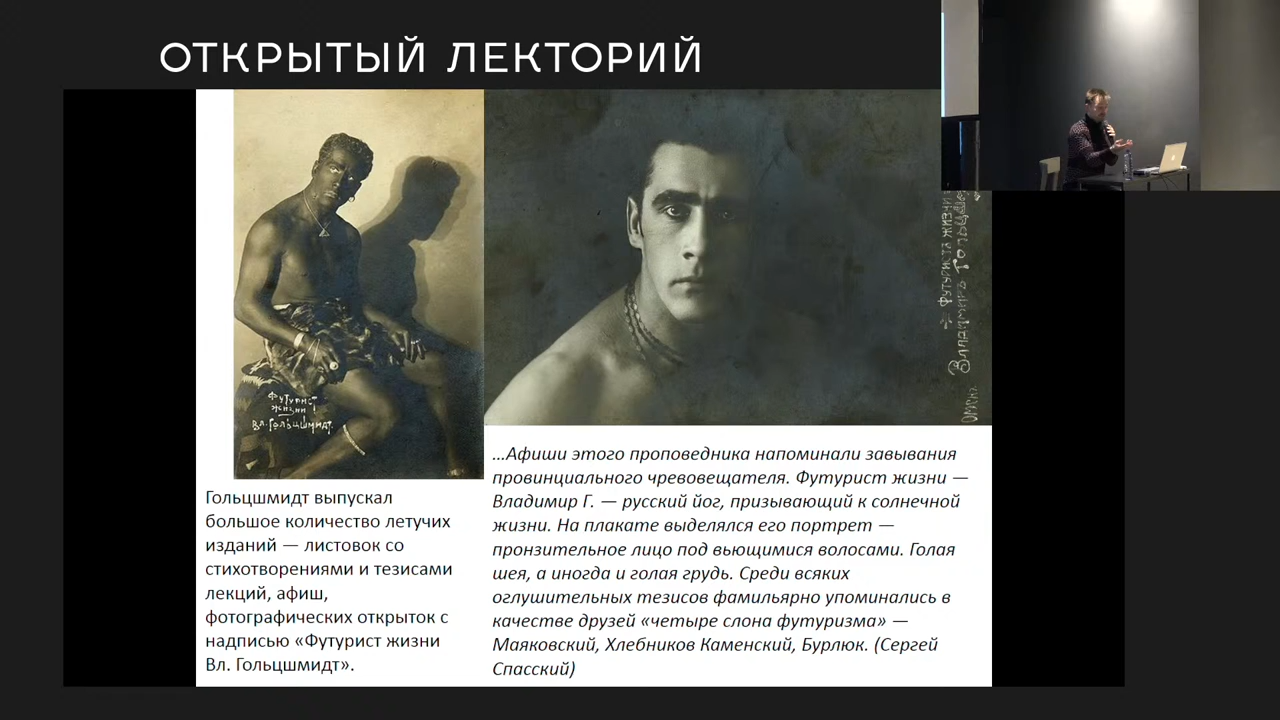 ОТКРЫТЫЙ ЛЕКТОРИЙ
Футурист
жизни
Вл. Гольцшмидт.
футуриста жизни
Владимир Гольцш
Омск.
Гольцшмидт выпускал
большое количество летучих
изданий — листовок со
стихотворениями и тезисами
лекций, афиш,
фотографических открыток с
надписью «Футурист жизни
Вл. Гольцшмидт».
...Афиши этого проповедника напоминали завывания
провинциального чревовещателя. Футурист жизни —
Владимир Г. — русский йог, призывающий к солнечной
жизни. На плакате выделялся его портрет —
пронзительное лицо под вьющимися волосами. Голая
шея, а иногда и голая грудь. Среди всяких
оглушительных тезисов фамильярно упоминались в
качестве друзей «четыре слона футуризма» —
Маяковский, Хлебников Каменский, Бурлюк. (Сергей
Спасский)